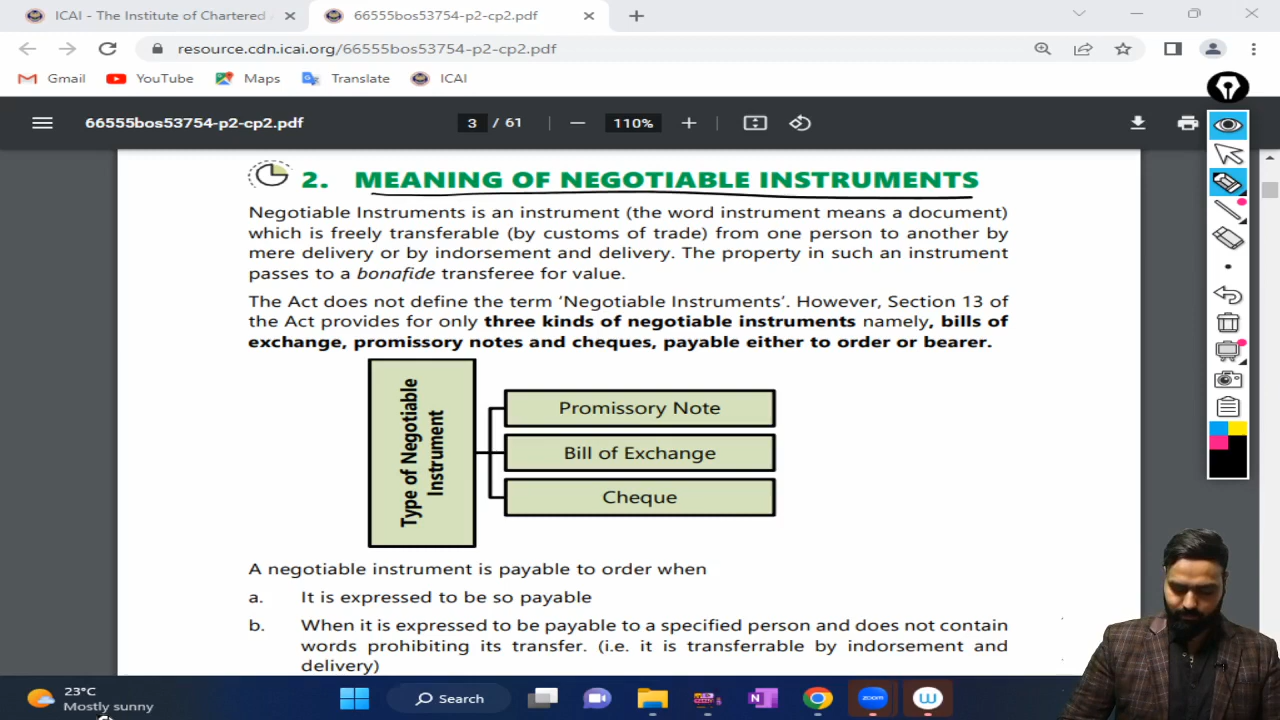 ICAI - The Institute of Chartered
66555bos53754-p2-cp2.pdf
resource.cdn.icai.org/66555bos53754-p2-cp2.pdf
Gmail YouTube Maps Translate ICAI
66555bos53754-p2-cp2.pdf 3 / 61 110%
2. MEANING OF NEGOTIABLE INSTRUMENTS
Negotiable Instruments is an instrument (the word instrument means a document)
which is freely transferable (by customs of trade) from one person to another by
mere delivery or by indorsement and delivery. The property in such an instrument
passes to a bonafide transferee for value.
The Act does not define the term ‘Negotiable Instruments’. However, Section 13 of
the Act provides for only three kinds of negotiable instruments namely, bills of
exchange, promissory notes and cheques, payable either to order or bearer.
Type of Negotiable
Instrument
Promissory Note
Bill of Exchange
Cheque
A negotiable instrument is payable to order when
a. It is expressed to be so payable
b. When it is expressed to be payable to a specified person and does not contain
words prohibiting its transfer. (i.e. it is transferrable by indorsement and
delivery)
23°C
Mostly sunny
Search
zoom